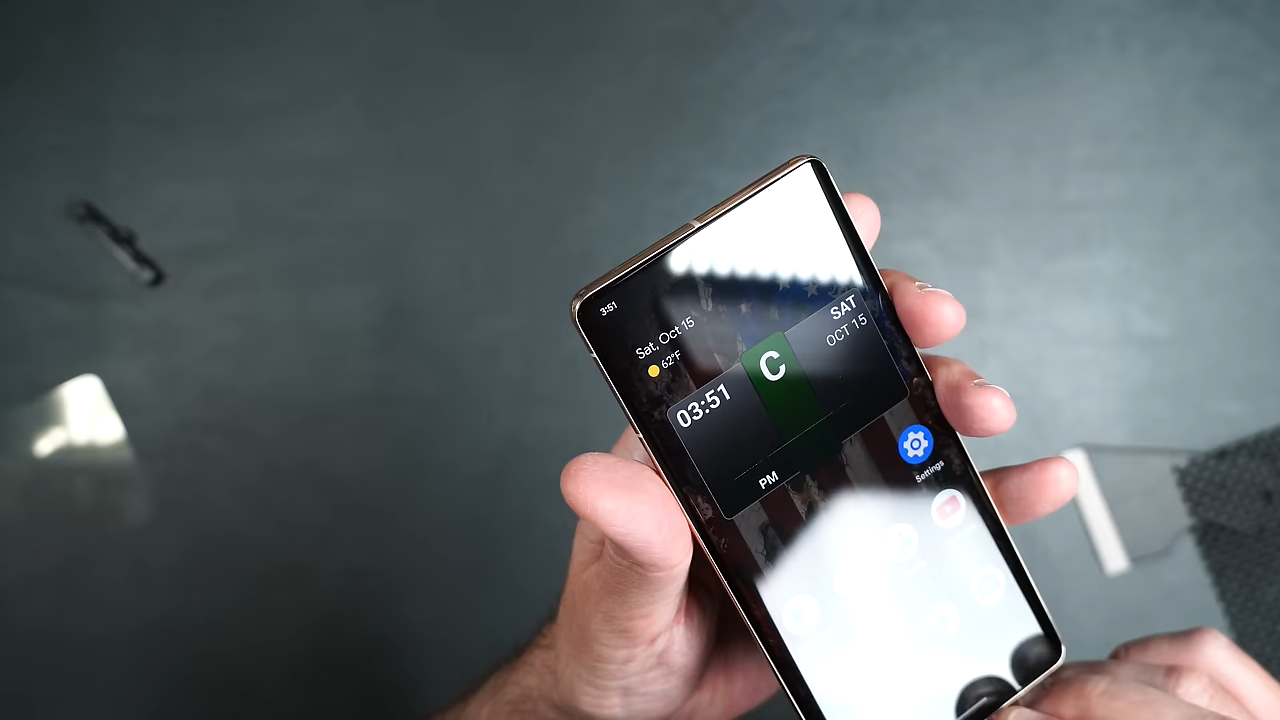 3:51
Sat, Oct 15
62°F
SAT
OCT 15
03:51
C
PM
Settings